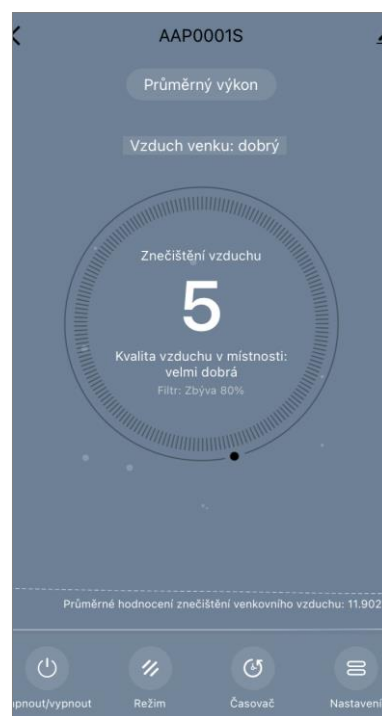 AAP0001S
Průměrný výkon
Vzduch venku: dobrý
Znečištění vzduchu
5
Kvalita vzduchu v místnosti:
velmi dobrá
Filtr: Zbývá 80%
Průměrné hodnocení znečištění venkovního vzduchu: 11.902
pnout/vypnout Režim Časovač Nastavení